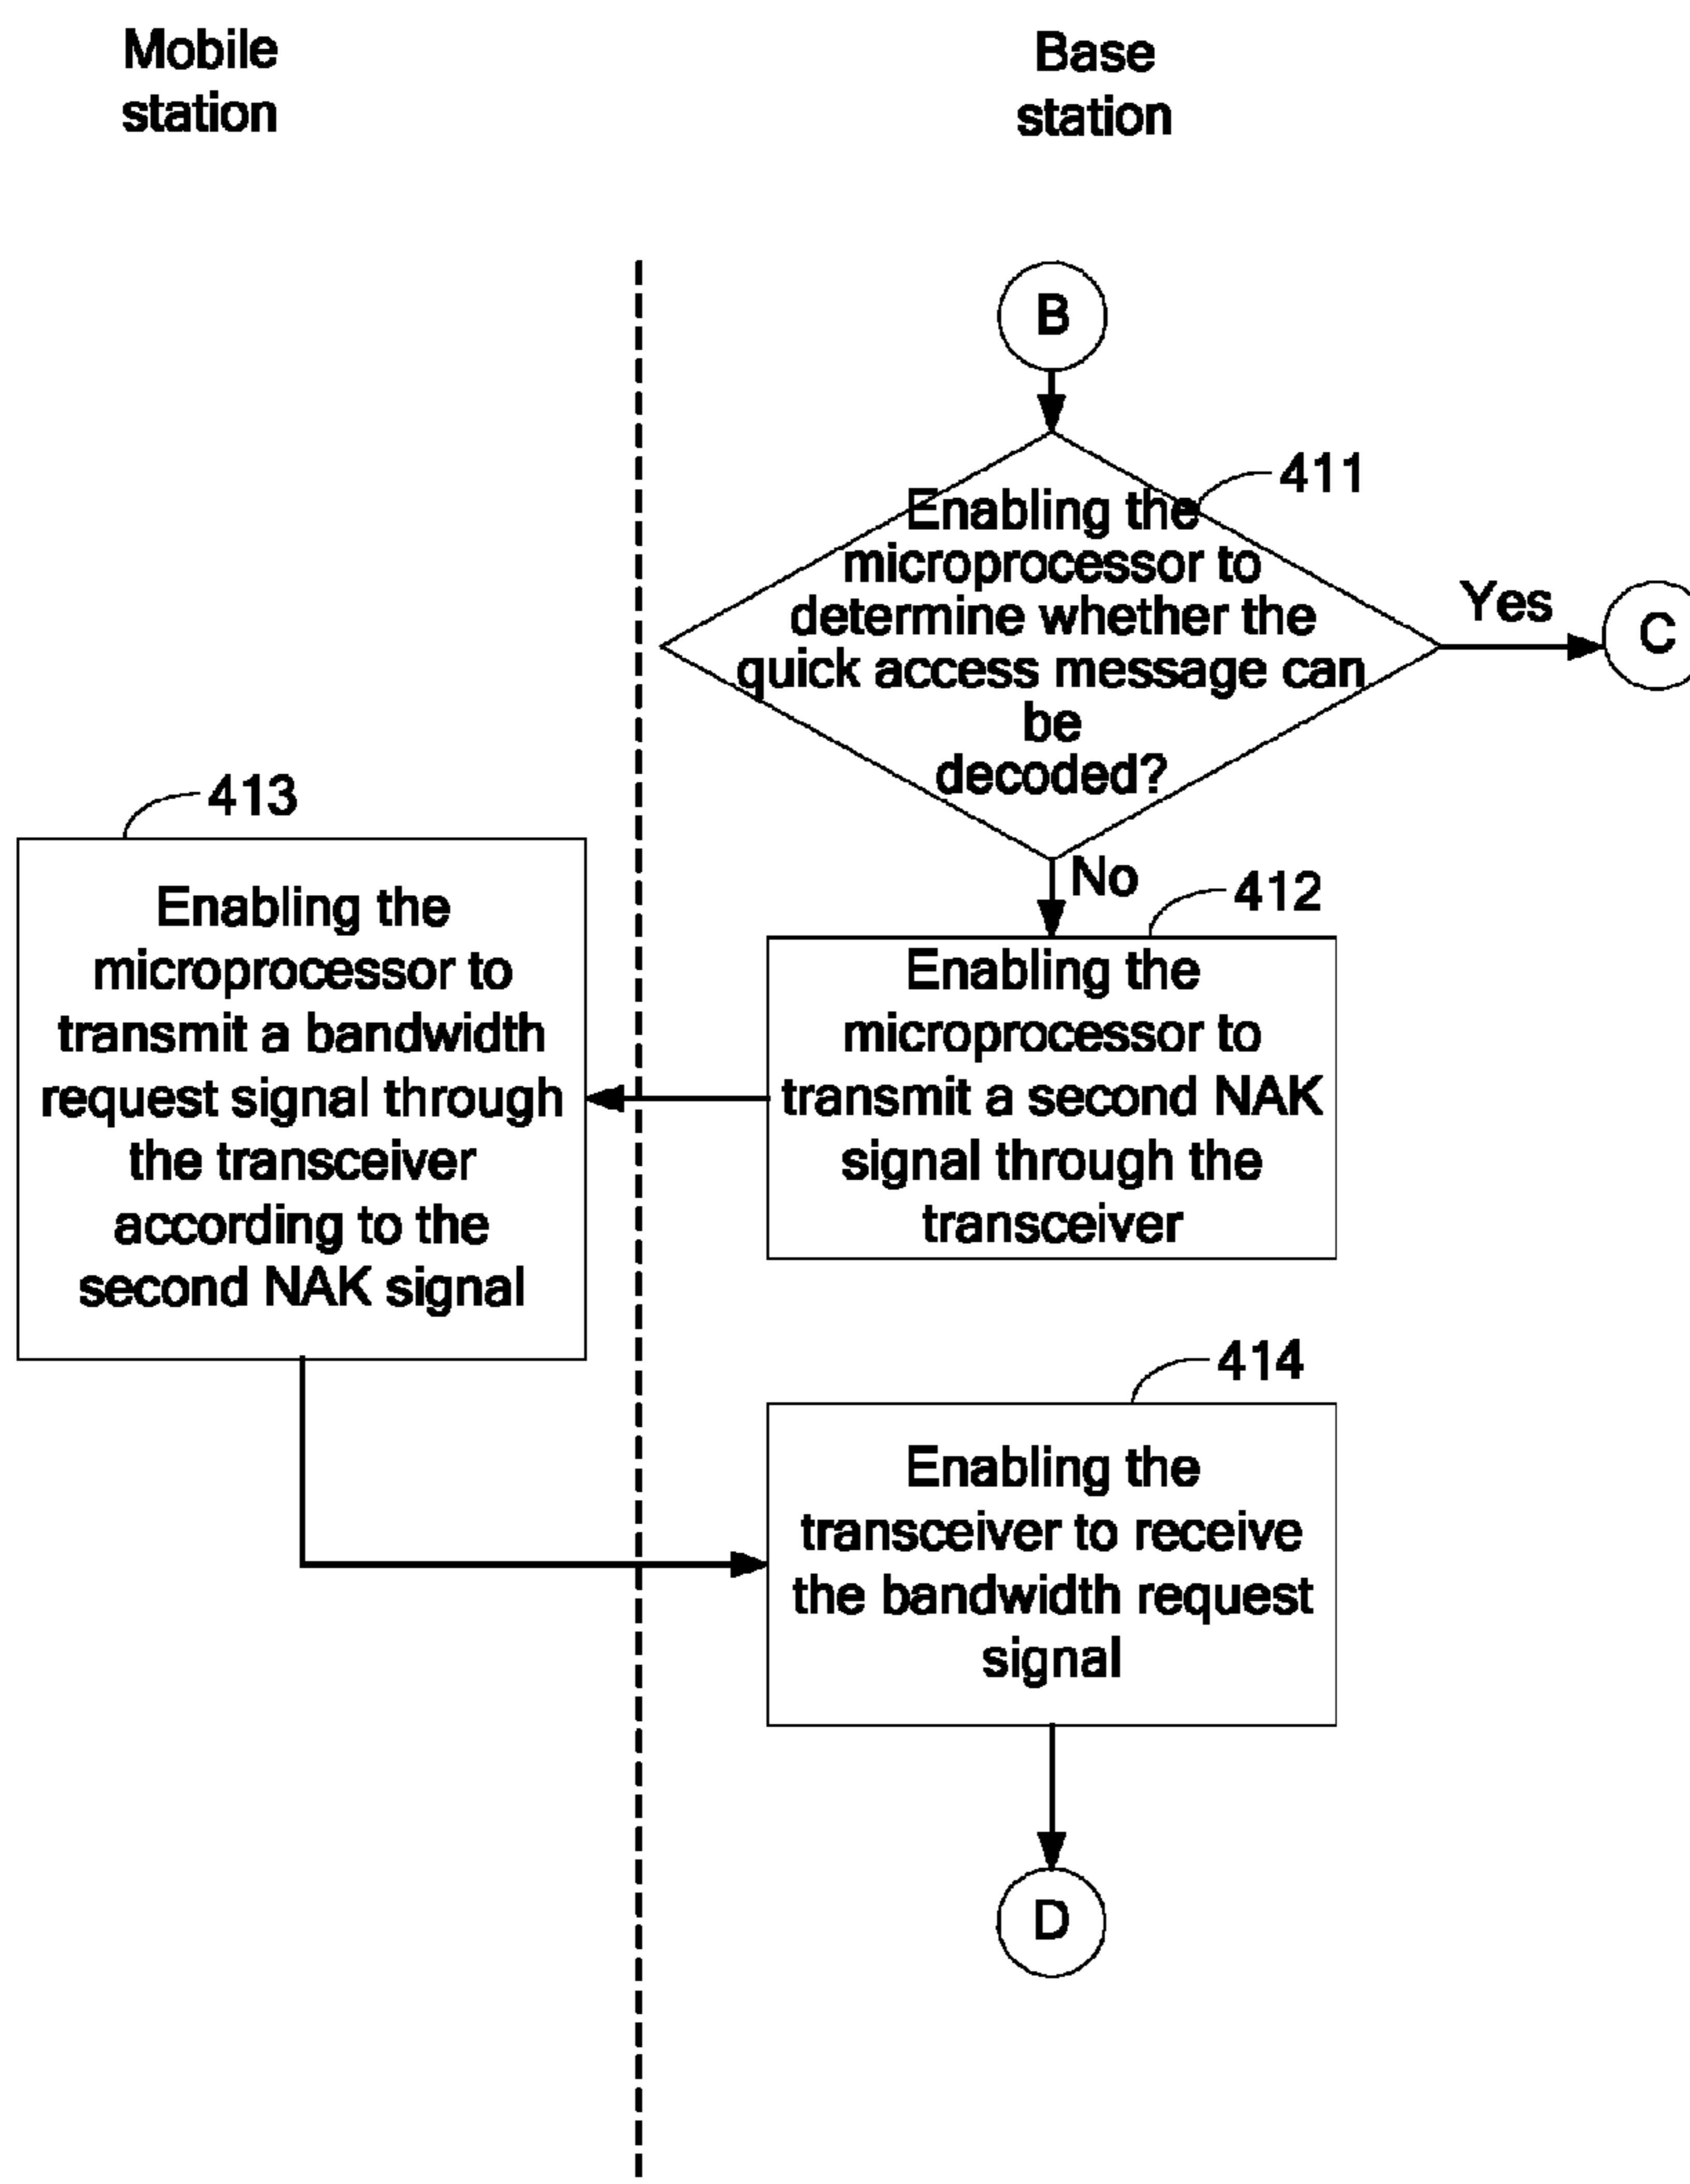 Mobile
station
Base
station
B
411
Enabling the
microprocessor to
determine whether the
quick access message can
be
decoded?
Yes
C
No
413
Enabling the
microprocessor to
transmit a bandwidth
request signal through
the transceiver
according to the
second NAK signal
412
Enabling the
microprocessor to
transmit a second NAK
signal through the
transceiver
414
Enabling the
transceiver to receive
the bandwidth request
signal
D